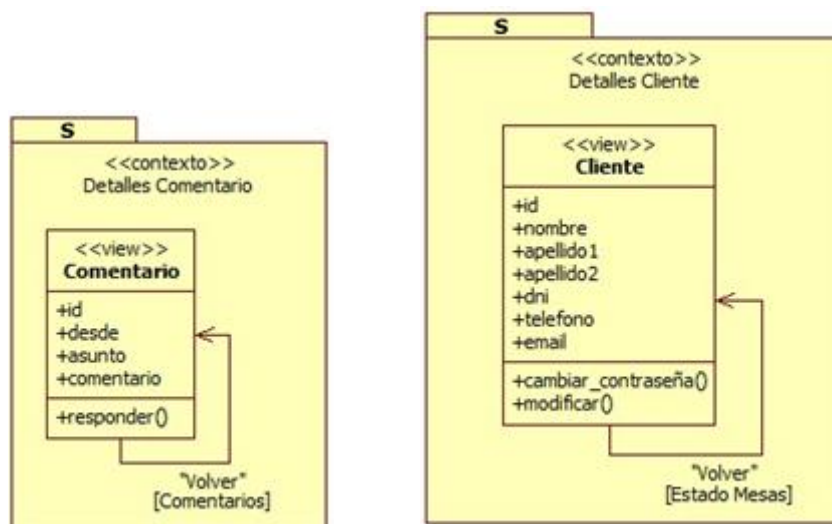 S
<<contexto>>
Detalles Comentario
<<view>>
Comentario
+id
+desde
+asunto
+comentario
+responder()
"Volver"
[Comentarios]
S
<<contexto>>
Detalles Cliente
<<view>>
Cliente
+id
+nombre
+apellido1
+apellido2
+dni
+telefono
+email
+cambiar_contraseña()
+modificar()
"Volver"
[Estado Mesas]